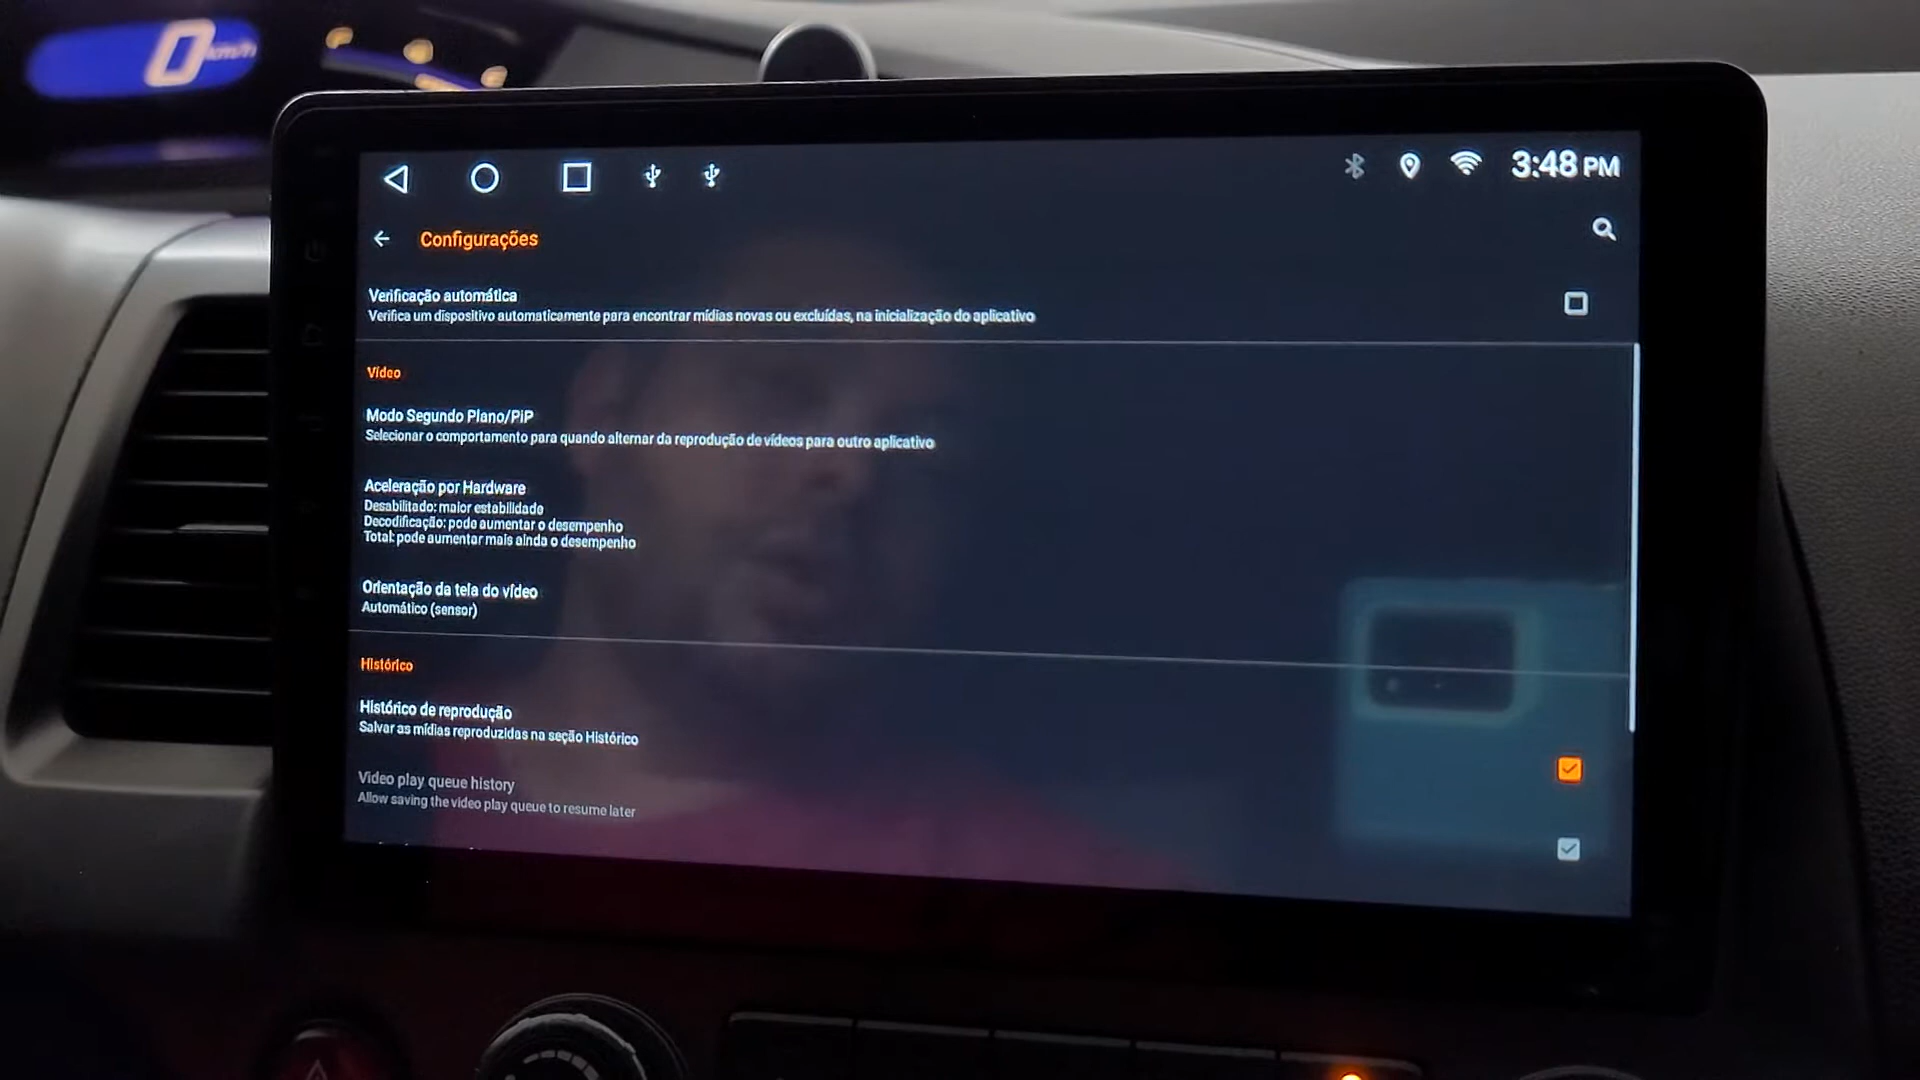 0 km/h
3:48 PM
Configurações
Verificação automática
Verifica um dispositivo automaticamente para encontrar mídias novas ou excluídas, na inicialização do aplicativo
Vídeo
Modo Segundo Plano/PiP
Selecionar o comportamento para quando alternar da reprodução de vídeos para outro aplicativo
Aceleração por Hardware
Desabilitado: maior estabilidade
Decodificação: pode aumentar o desempenho
Total: pode aumentar mais ainda o desempenho
Orientação da tela do vídeo
Automático (sensor)
Histórico
Histórico de reprodução
Salvar as mídias reproduzidas na seção Histórico
Video play queue history
Allow saving the video play queue to resume later